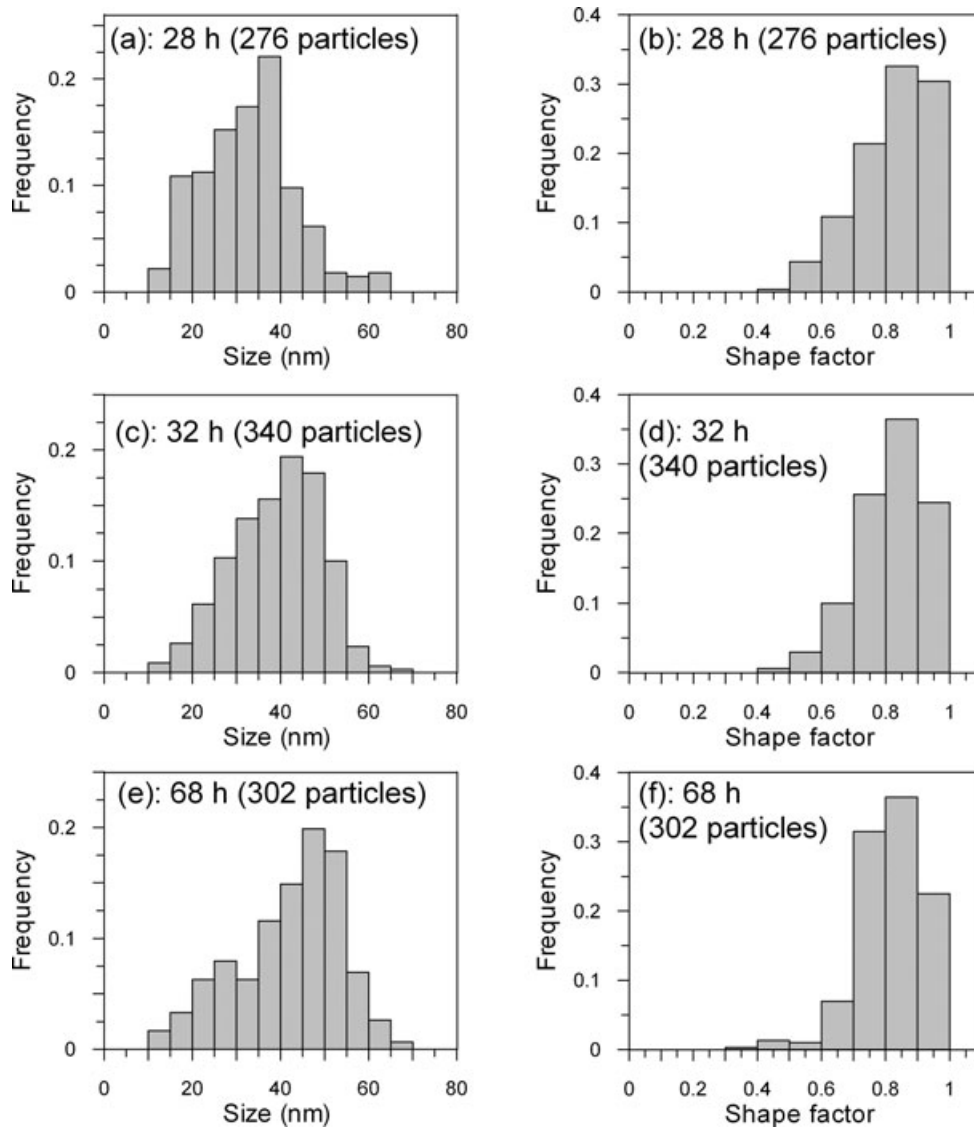 (a): 28 h (276 particles)
Frequency
0.2
0.1
0
0 20 40 60 80
Size (nm)
(b): 28 h (276 particles)
Frequency
0.4
0.3
0.2
0.1
0
0 0.2 0.4 0.6 0.8 1
Shape factor
(c): 32 h (340 particles)
Frequency
0.2
0.1
0
0 20 40 60 80
Size (nm)
(d): 32 h
(340 particles)
Frequency
0.4
0.3
0.2
0.1
0
0 0.2 0.4 0.6 0.8 1
Shape factor
(e): 68 h (302 particles)
Frequency
0.2
0.1
0
0 20 40 60 80
Size (nm)
(f): 68 h
(302 particles)
Frequency
0.4
0.3
0.2
0.1
0
0 0.2 0.4 0.6 0.8 1
Shape factor